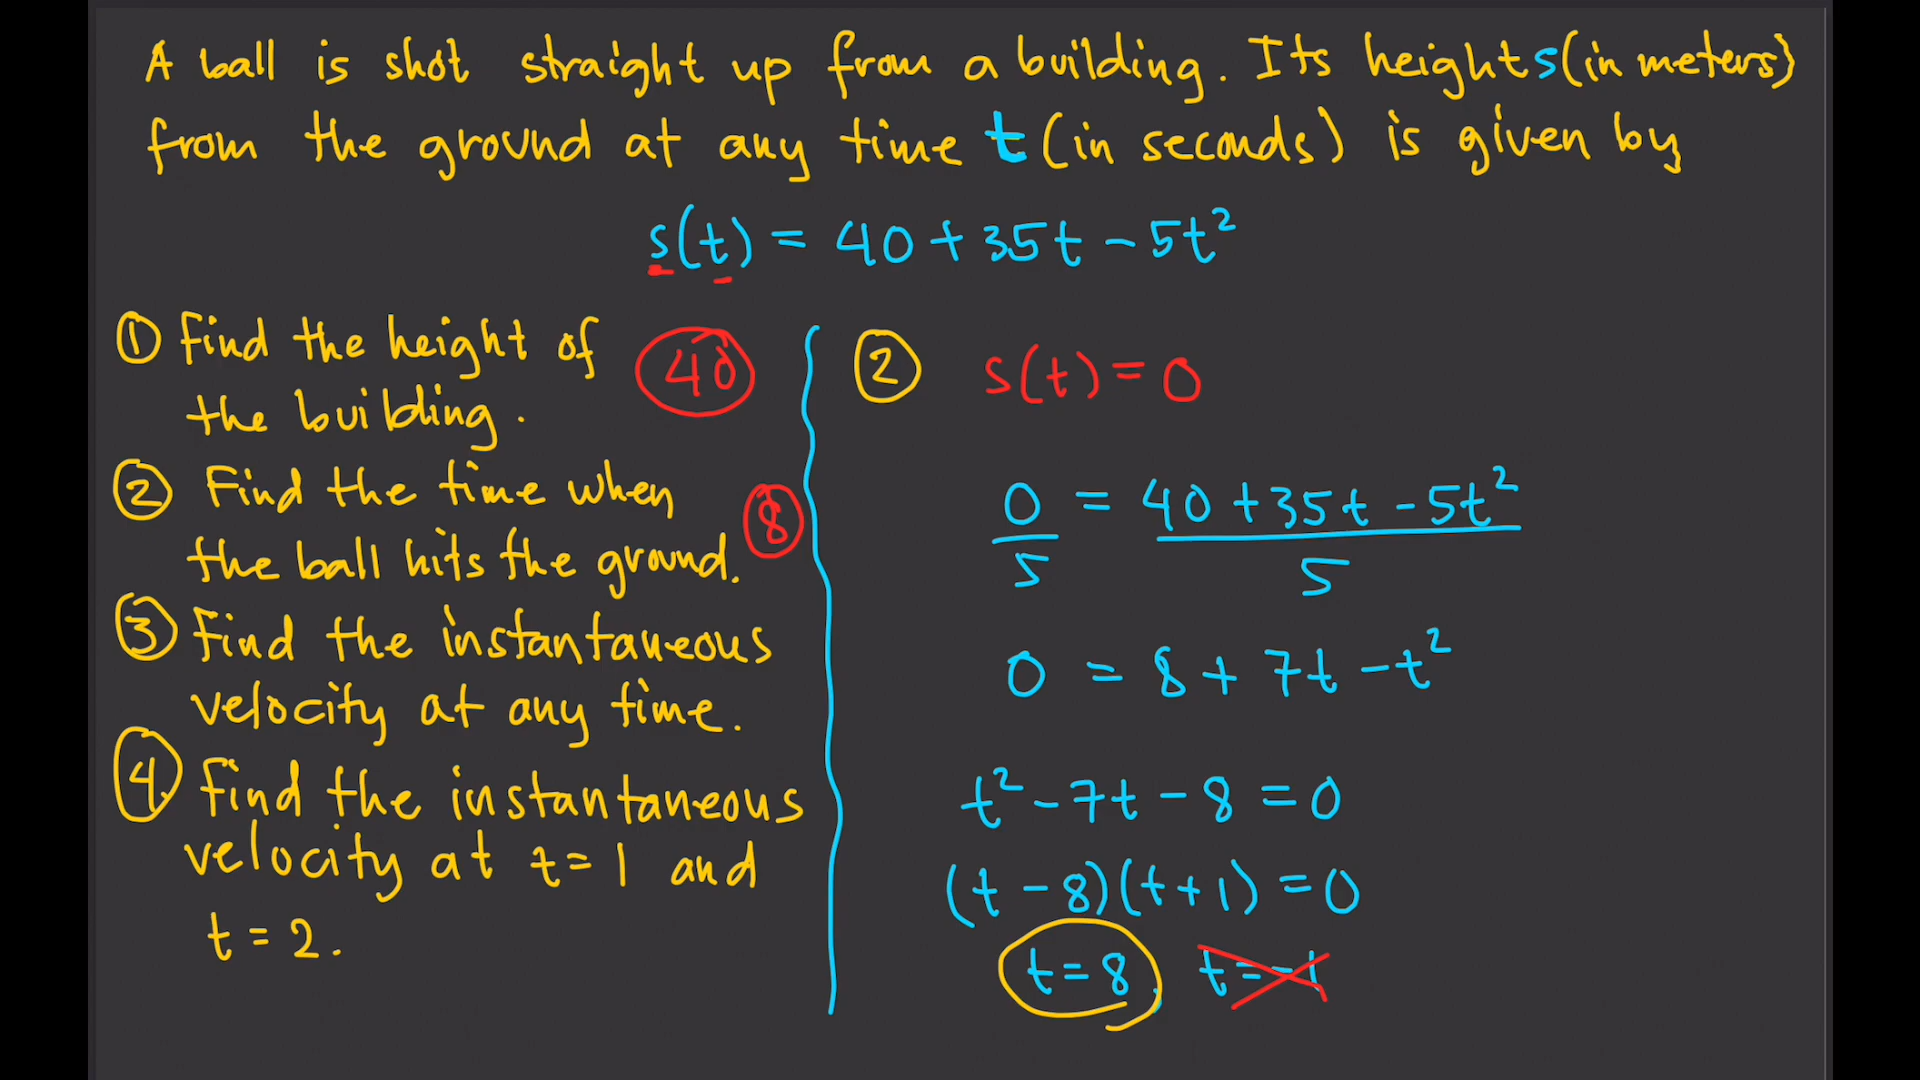 A ball is shot straight up from a building. Its height s (in meters)
from the ground at any time t (in seconds) is given by
s(t) = 40 + 35t - 5t²
① Find the height of
the building.
40
② Find the time when
the ball hits the ground.
8
③ Find the instantaneous
velocity at any time.
④ Find the instantaneous
velocity at t = 1 and
t = 2.
② s(t) = 0
0 = 40 + 35t - 5t²
5 5
0 = 8 + 7t - t²
t² - 7t - 8 = 0
(t - 8)(t + 1) = 0
t = 8, t = -1